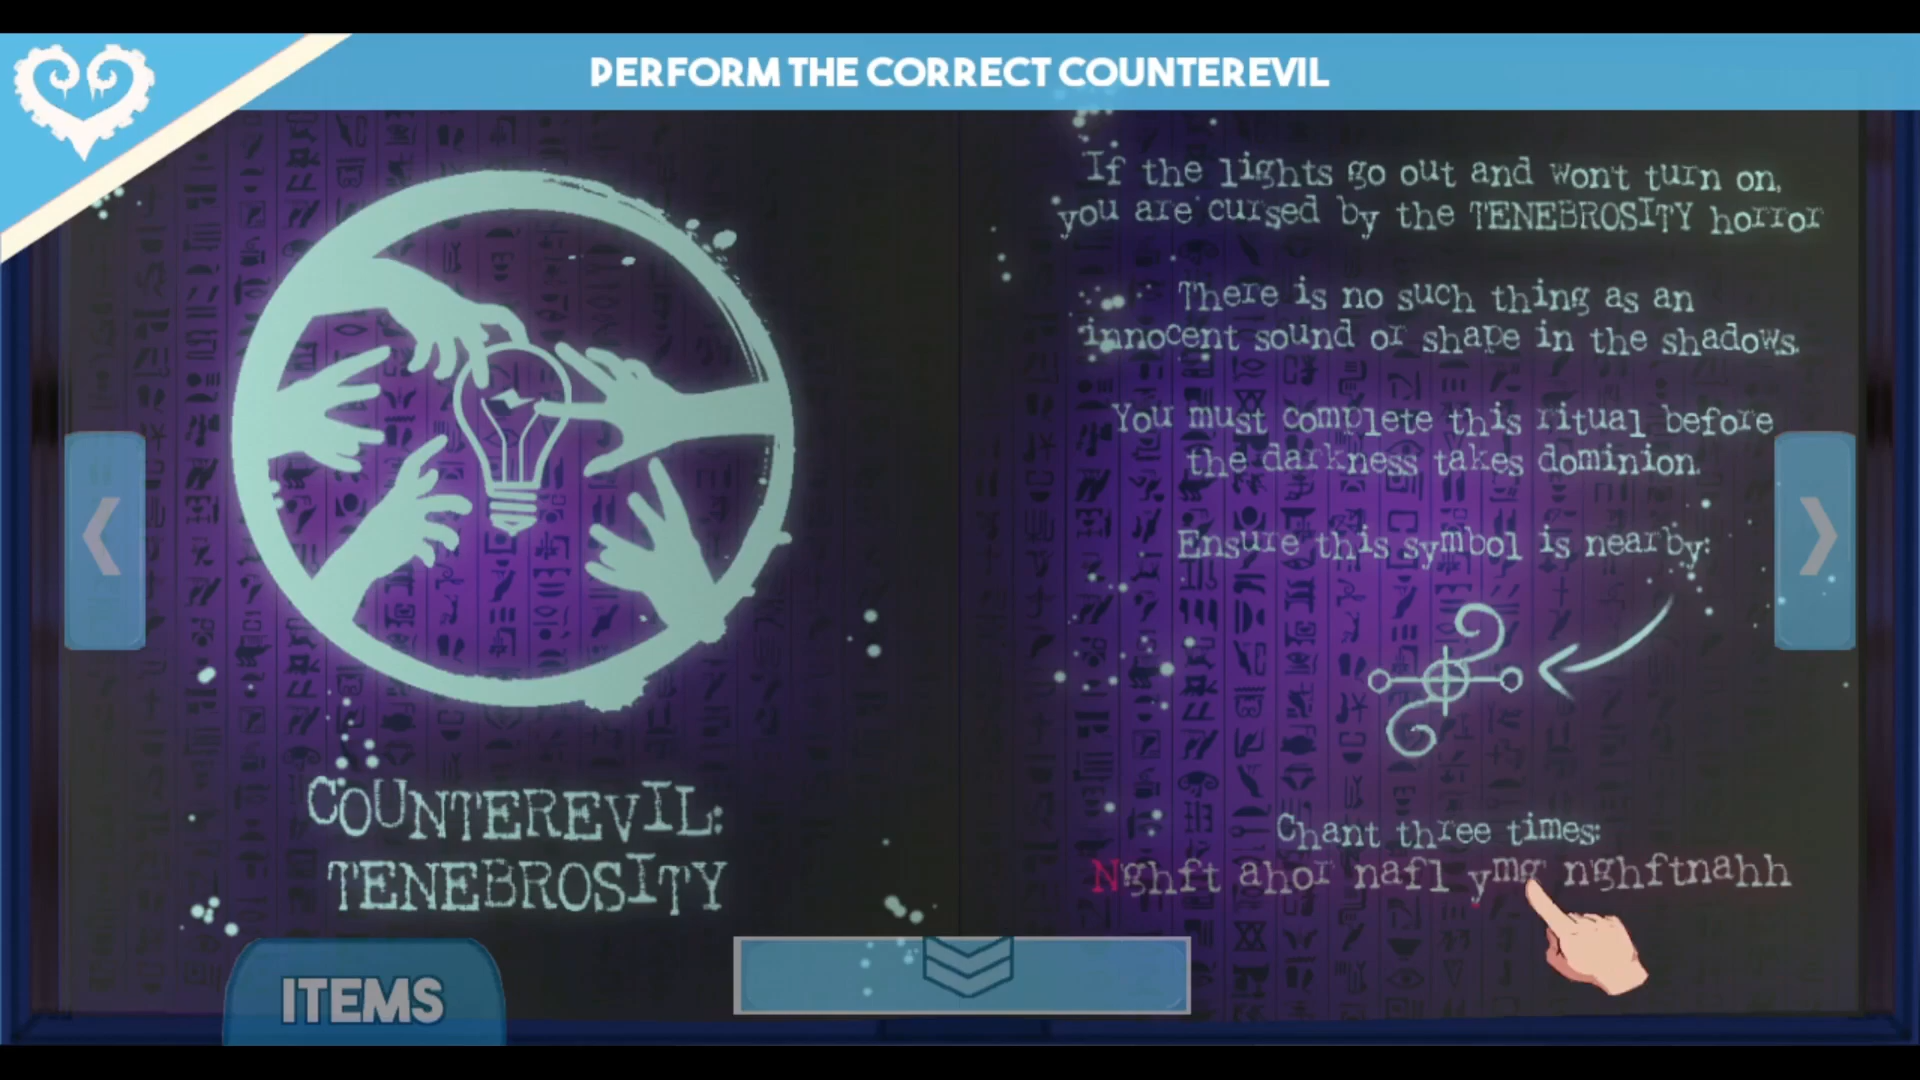 PERFORM THE CORRECT COUNTEREVIL
If the lights go out and wont turn on,
you are cursed by the TENEBROSITY horror
There is no such thing as an
innocent sound or shape in the shadows.
You must complete this ritual before
the darkness takes dominion.
Ensure this symbol is nearby:
COUNTEREVIL:
TENEBROSITY
Chant three times:
Nghft ahor nafl ymg' nghftnahh
ITEMS